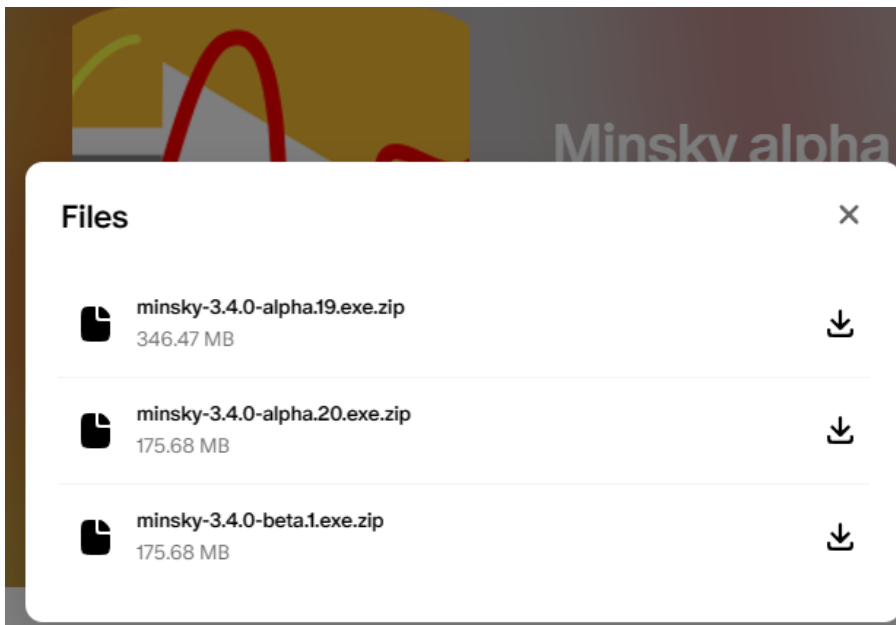 Minsky alpha
Files
minsky-3.4.0-alpha.19.exe.zip
346.47 MB
minsky-3.4.0-alpha.20.exe.zip
175.68 MB
minsky-3.4.0-beta.1.exe.zip
175.68 MB